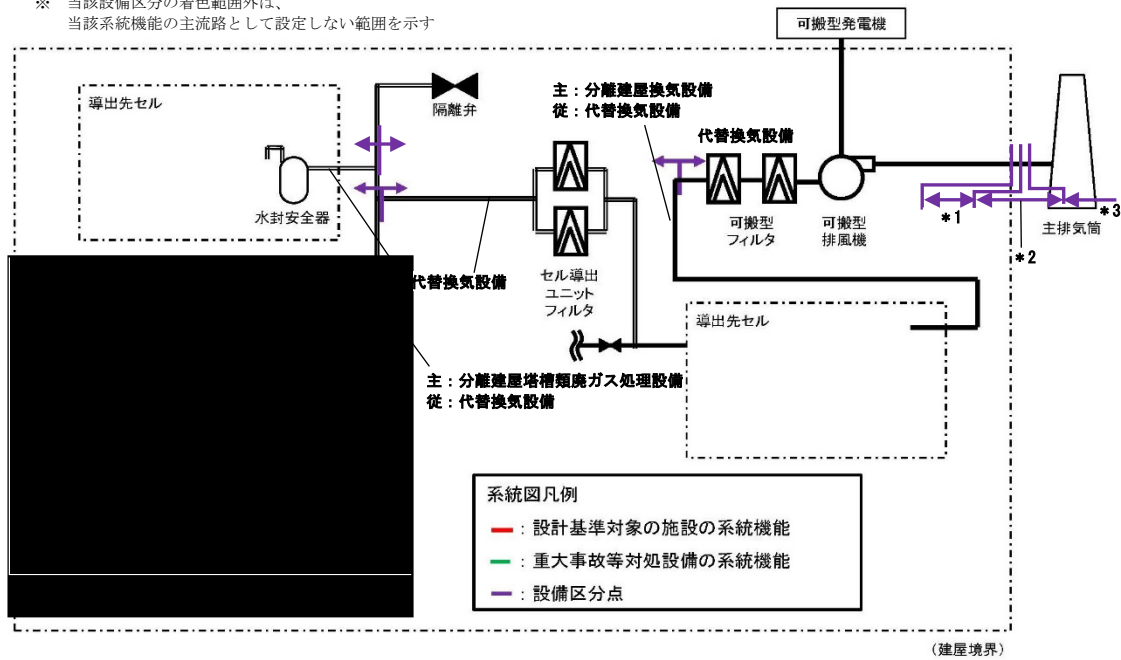 ※ 当該設備区分の着色範囲外は、
当該系統機能の主流路として設定しない範囲を示す
可搬型発電機
導出先セル
隔離弁
主：分離建屋換気設備
従：代替換気設備
代替換気設備
水封安全器
可搬型
フィルタ
可搬型
排風機
＊1
＊2
＊3
主排気筒
代替換気設備
セル導出
ユニット
フィルタ
導出先セル
主：分離建屋塔槽類廃ガス処理設備
従：代替換気設備
系統図凡例
：設計基準対象の施設の系統機能
：重大事故等対処設備の系統機能
：設備区分点
（建屋境界）